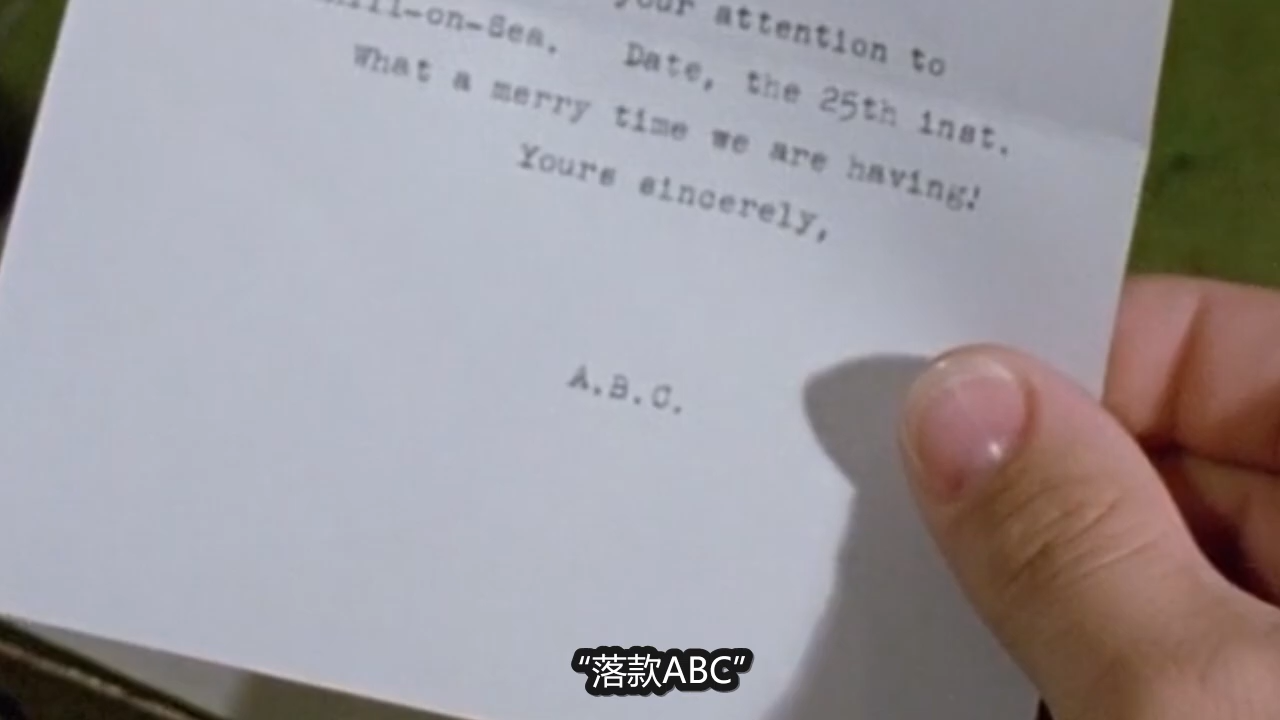 your attention to
-on-Sea. Date, the 25th inst.
What a merry time we are having!
Yours sincerely,
A.B.C.
“落款ABC”